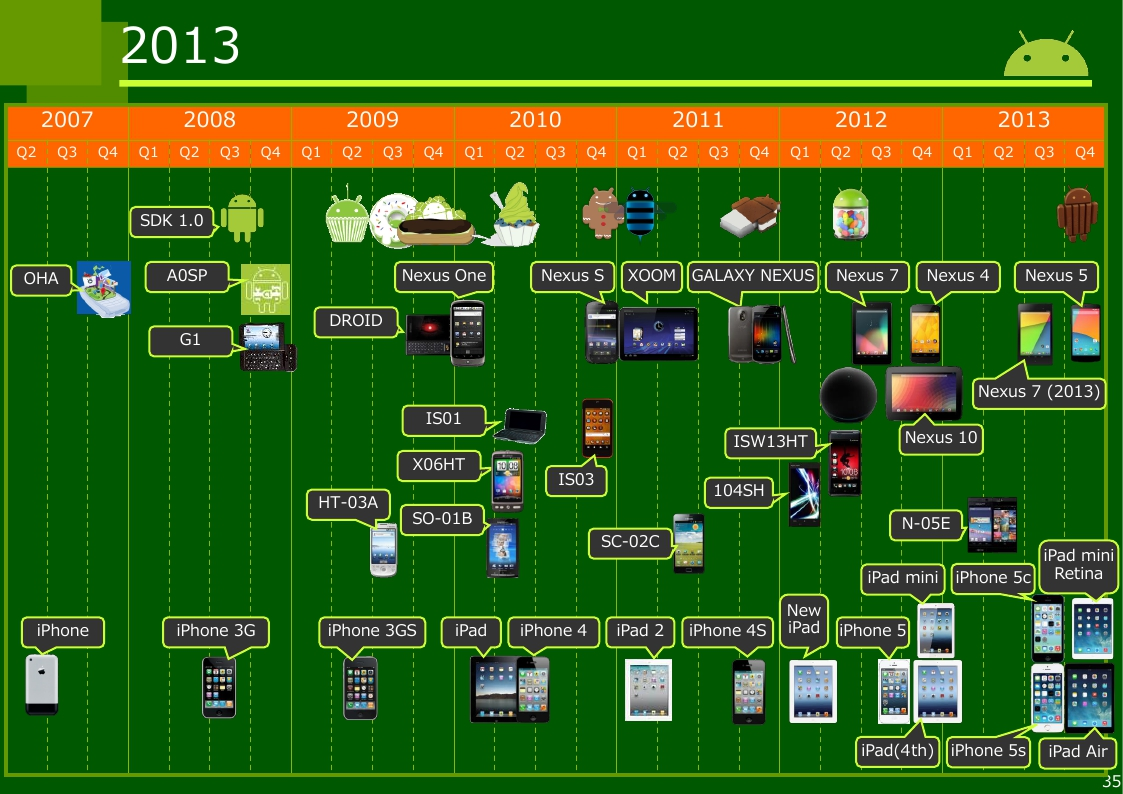 2013
2007 2008 2009 2010 2011 2012 2013
Q2 Q3 Q4 Q1 Q2 Q3 Q4 Q1 Q2 Q3 Q4 Q1 Q2 Q3 Q4 Q1 Q2 Q3 Q4 Q1 Q2 Q3 Q4 Q1 Q2 Q3 Q4
SDK 1.0
OHA
A0SP
Nexus One
Nexus S
XOOM
GALAXY NEXUS
Nexus 7
Nexus 4
Nexus 5
G1
DROID
Nexus 7 (2013)
IS01
ISW13HT
Nexus 10
X06HT
IS03
104SH
HT-03A
SO-01B
SC-02C
N-05E
iPad mini
iPhone 5c
iPad mini
Retina
iPhone
iPhone 3G
iPhone 3GS
iPad
iPhone 4
iPad 2
iPhone 4S
New
iPad
iPhone 5
iPad(4th)
iPhone 5s
iPad Air
35